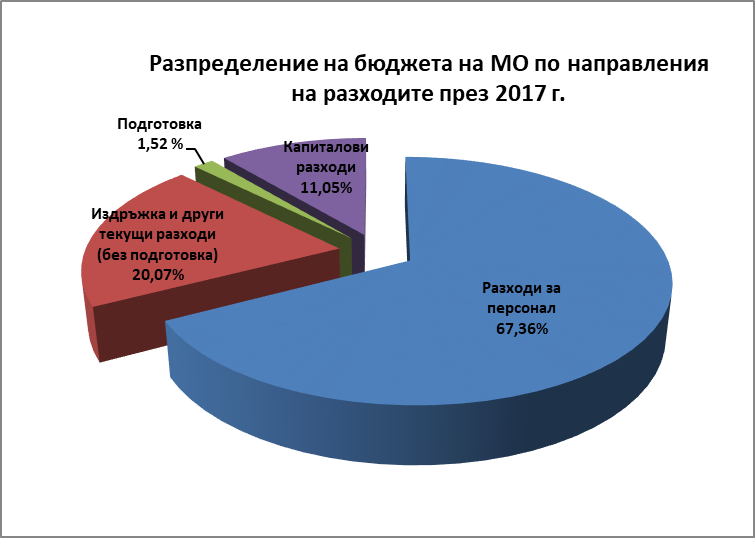 Разпределение на бюджета на МО по направления
на разходите през 2017 г.
Подготовка
1,52 %
Капиталови
разходи
11,05%
Издръжка и други
текущи разходи
(без подготовка)
20,07%
Разходи за
персонал
67,36%